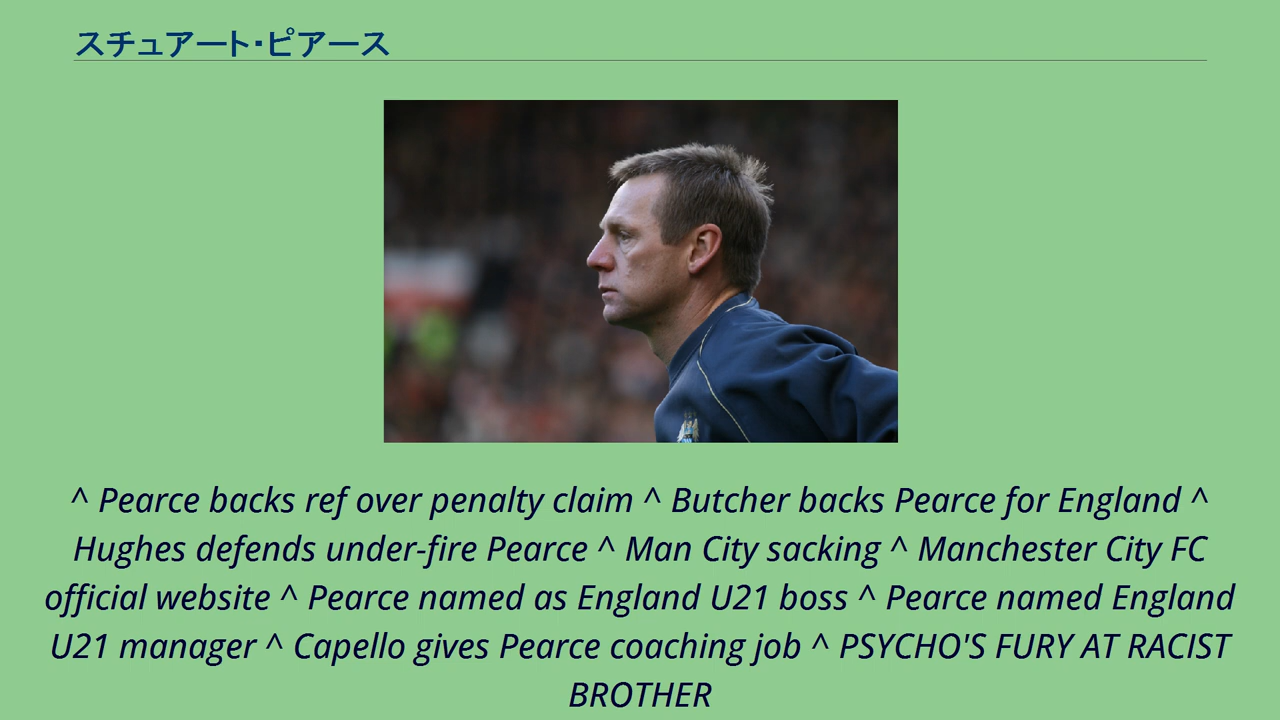 スチュアート・ピアース
^ Pearce backs ref over penalty claim ^ Butcher backs Pearce for England ^
Hughes defends under-fire Pearce ^ Man City sacking ^ Manchester City FC
official website ^ Pearce named as England U21 boss ^ Pearce named England
U21 manager ^ Capello gives Pearce coaching job ^ PSYCHO'S FURY AT RACIST
BROTHER